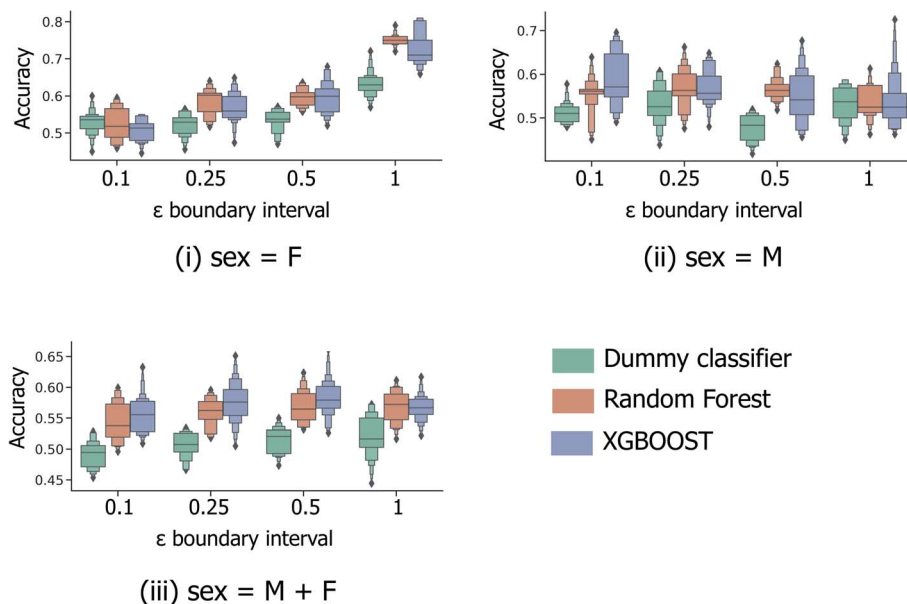 Accuracy
0.8
0.7
0.6
0.5
0.1 0.25 0.5 1
ε boundary interval
(i) sex = F
Accuracy
0.7
0.6
0.5
0.1 0.25 0.5 1
ε boundary interval
(ii) sex = M
Accuracy
0.65
0.60
0.55
0.50
0.45
0.1 0.25 0.5 1
ε boundary interval
(iii) sex = M + F
Dummy classifier
Random Forest
XGBOOST